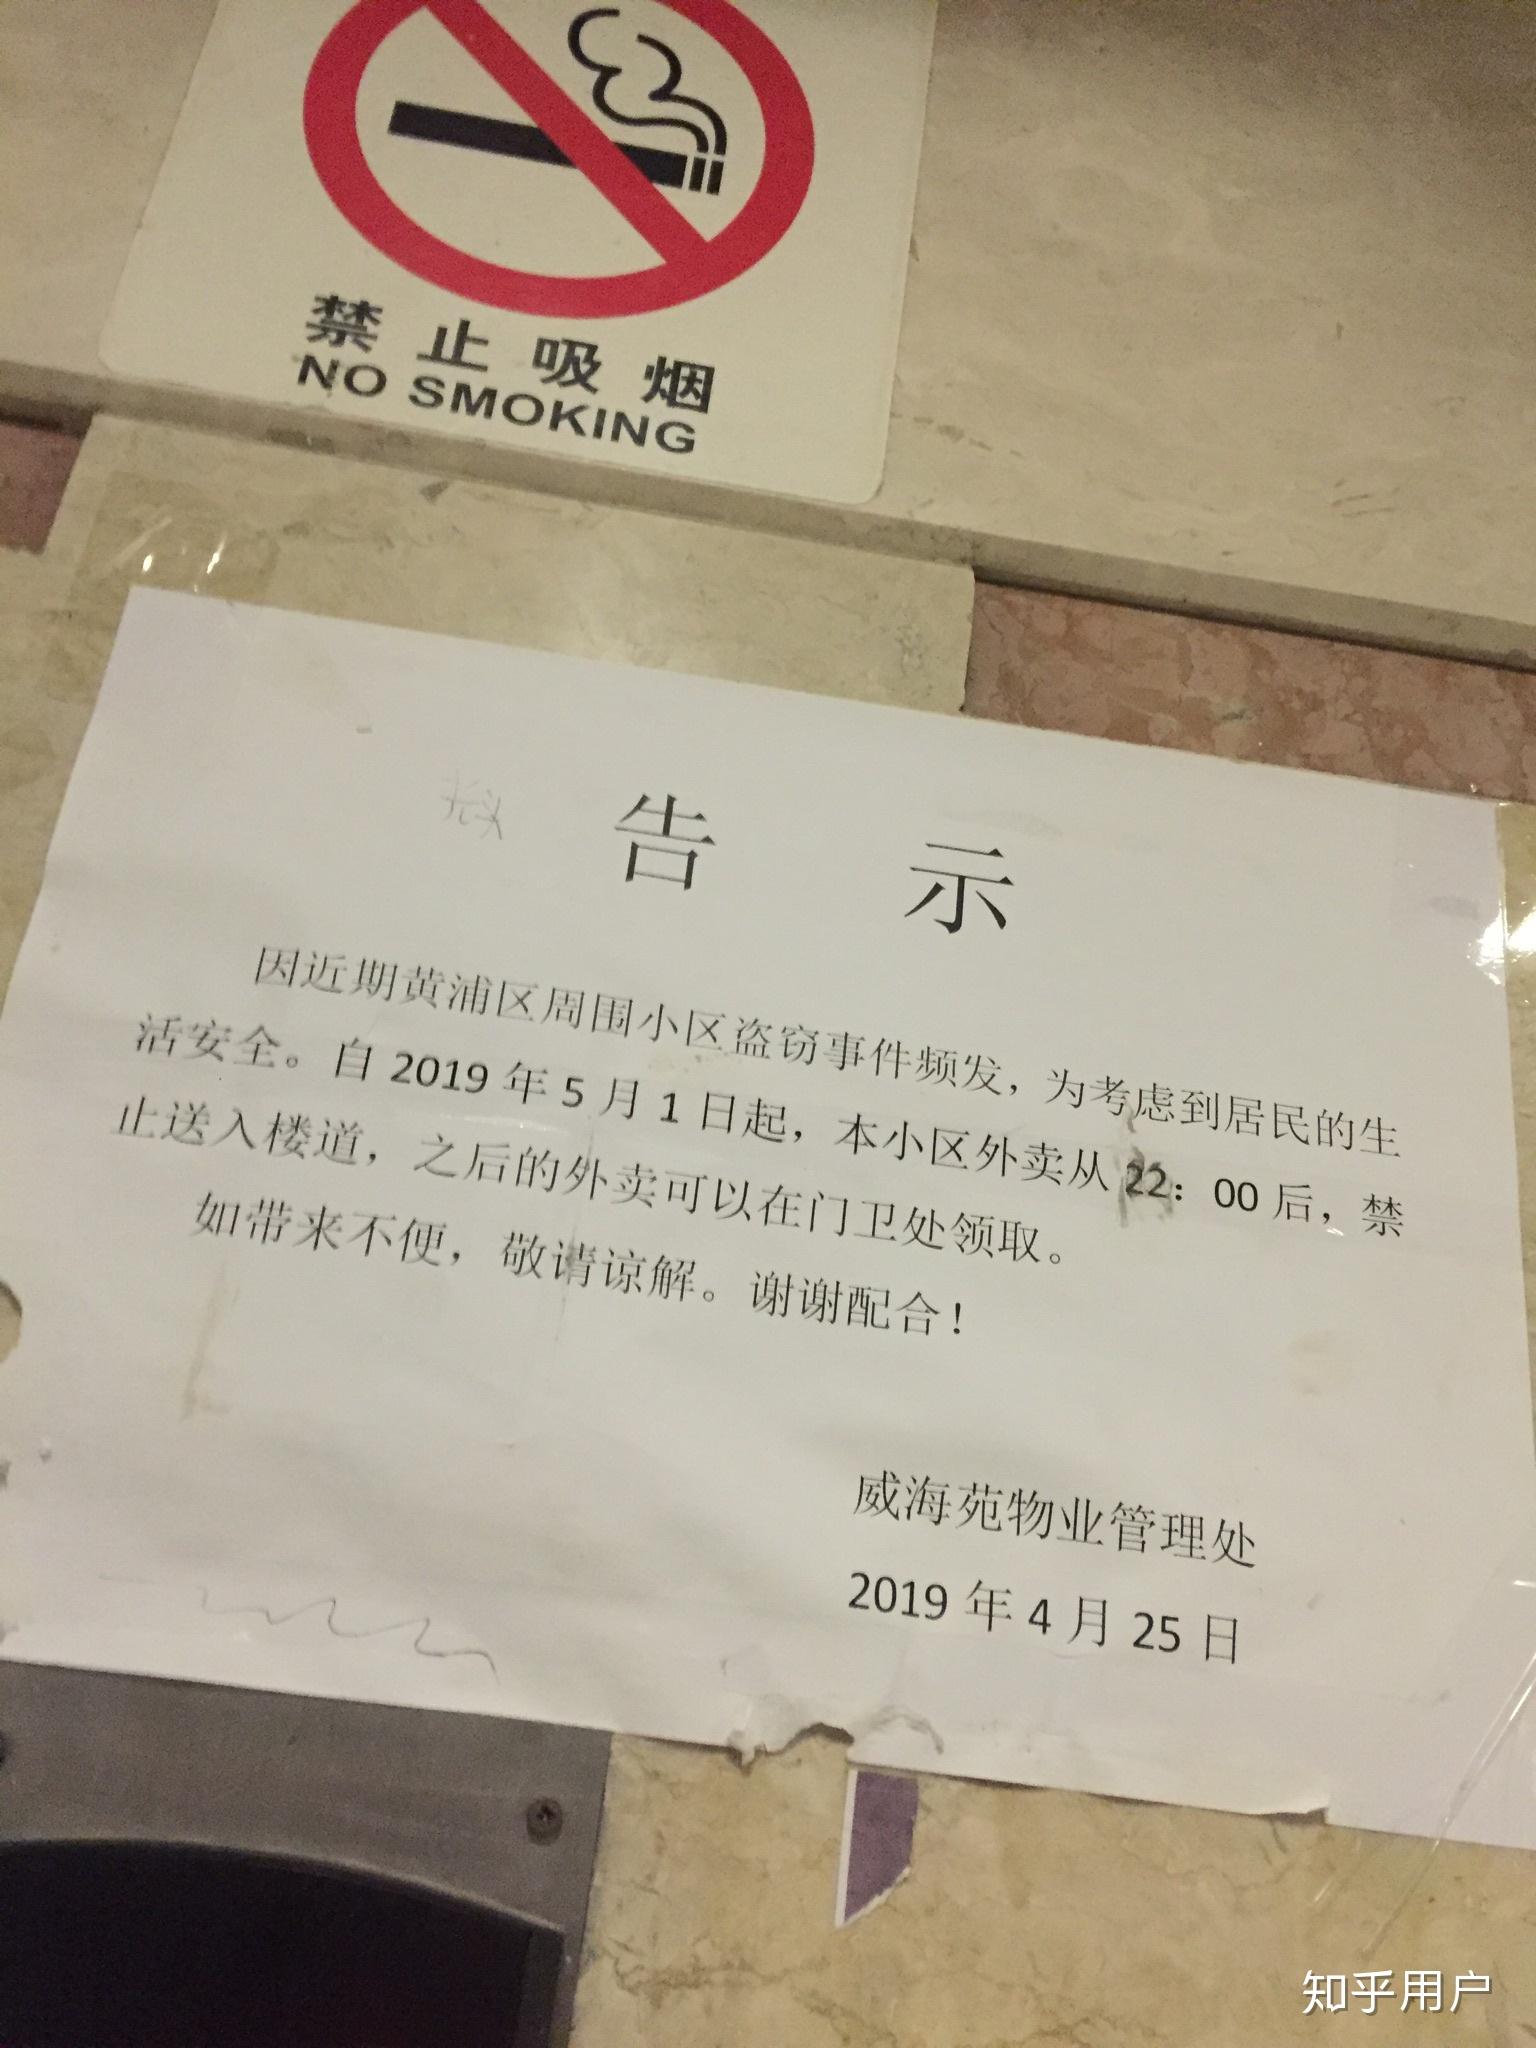 禁止吸烟
NO SMOKING
告 示
因近期黄浦区周围小区盗窃事件频发，为考虑到居民的生
活安全。自 2019 年 5 月 1 日起，本小区外卖从 22：00 后，禁
止送入楼道，之后的外卖可以在门卫处领取。
如带来不便，敬请谅解。谢谢配合！
威海苑物业管理处
2019 年 4 月 25 日
知乎用户